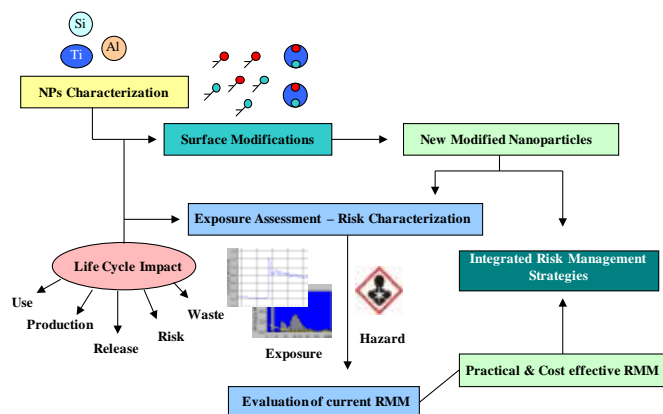 Si
Al
Ti
NPs Characterization
Surface Modifications
New Modified Nanoparticles
Exposure Assessment – Risk Characterization
Life Cycle Impact
Integrated Risk Management
Strategies
Use
Production
Release
Risk
Waste
Exposure
Hazard
Evaluation of current RMM
Practical & Cost effective RMM